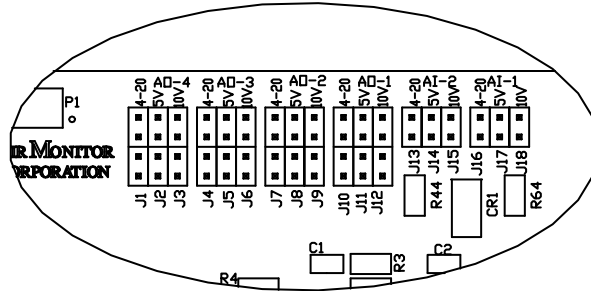 AO-4 AO-3 AO-2 AO-1 AI-2 AI-1
4-20 5V 10V 4-20 5V 10V 4-20 5V 10V 4-20 5V 10V 4-20 5V 10V 4-20 5V 10V
P1
IR MONITOR
ORPORATION
J13 J14 J15 J16 J17 J18
J1 J2 J3 J4 J5 J6 J7 J8 J9 J10 J11 J12
R44 CR1 R64
C1 R3 C2
R4